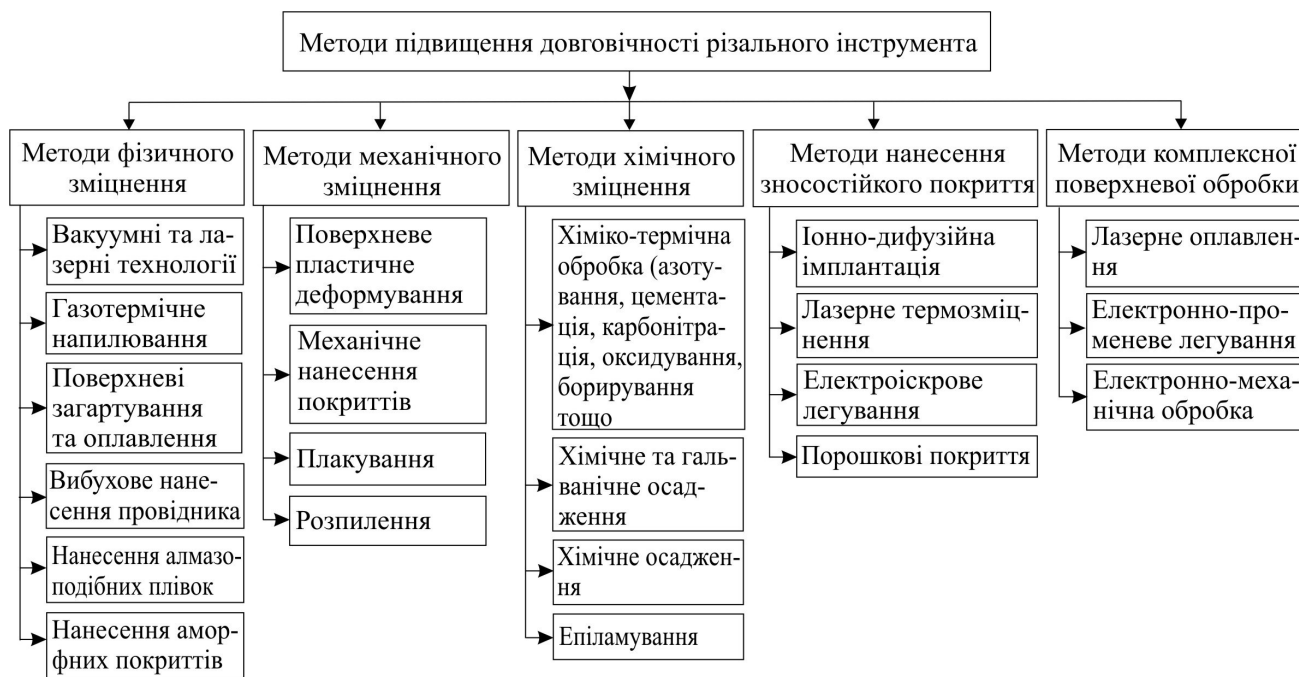 Методи підвищення довговічності різального інструмента
Методи фізичного
зміцнення
Вакуумні та ла-
зерні технології
Газотермічне
напилювання
Поверхневі
загартування
та оплавлення
Вибухове нане-
сення провідника
Нанесення алмазо-
подібних плівок
Нанесення амор-
фних покриттів
Методи механічного
зміцнення
Поверхневе
пластичне
деформування
Механічне
нанесення
покриттів
Плакування
Розпилення
Методи хімічного
зміцнення
Хіміко-термічна
обробка (азоту-
вання, цемента-
ція, карбонітра-
ція, оксидування,
борирування
тощо
Хімічне та галь-
ванічне осад-
ження
Хімічне осаджен-
ня
Епіламування
Методи нанесення
зносостійкого покриття
Іонно-дифузійна
імплантація
Лазерне термозміц-
нення
Електроіскрове
легування
Порошкові покриття
Методи комплексної
поверхневої обробки
Лазерне оплавлен-
ня
Електронно-про-
меневе легування
Електронно-меха-
нічна обробка